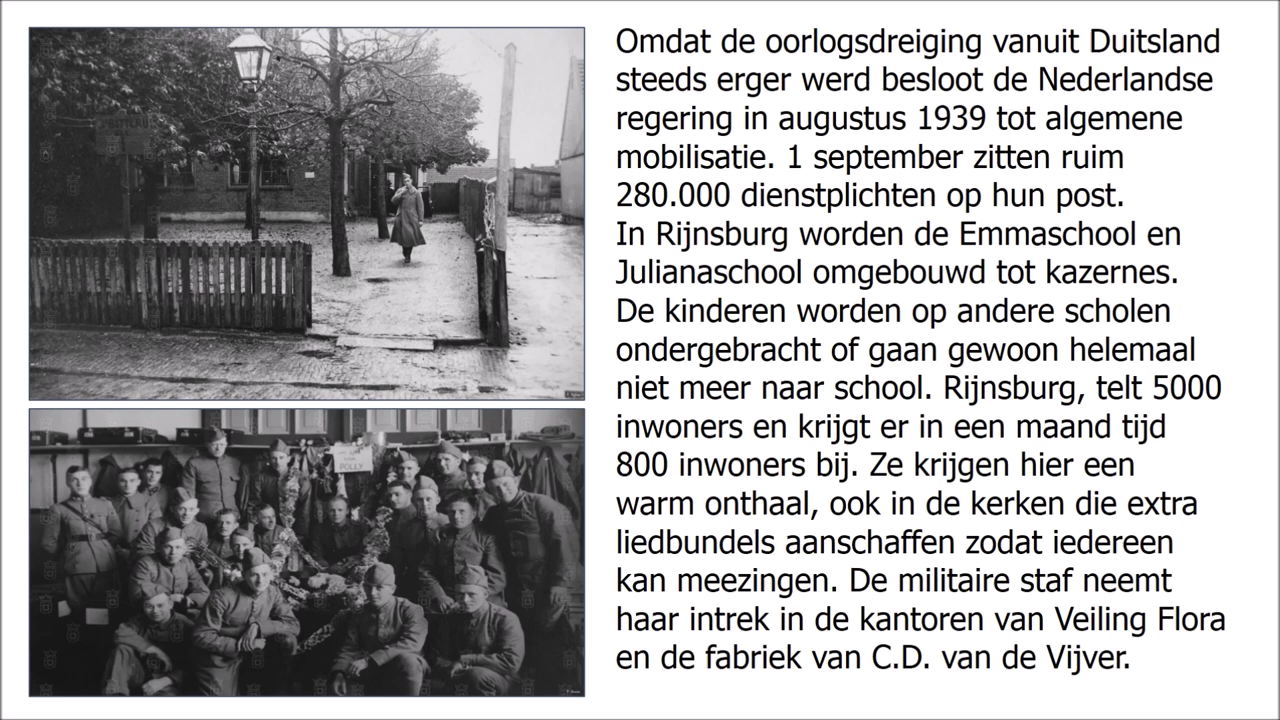 Omdat de oorlogsdreiging vanuit Duitsland
steeds erger werd besloot de Nederlandse
regering in augustus 1939 tot algemene
mobilisatie. 1 september zitten ruim
280.000 dienstplichten op hun post.
In Rijnsburg worden de Emmaschool en
Julianaschool omgebouwd tot kazernes.
De kinderen worden op andere scholen
ondergebracht of gaan gewoon helemaal
niet meer naar school. Rijnsburg, telt 5000
inwoners en krijgt er in een maand tijd
800 inwoners bij. Ze krijgen hier een
warm onthaal, ook in de kerken die extra
liedbundels aanschaffen zodat iedereen
kan meezingen. De militaire staf neemt
haar intrek in de kantoren van Veiling Flora
en de fabriek van C.D. van de Vijver.
POLLY